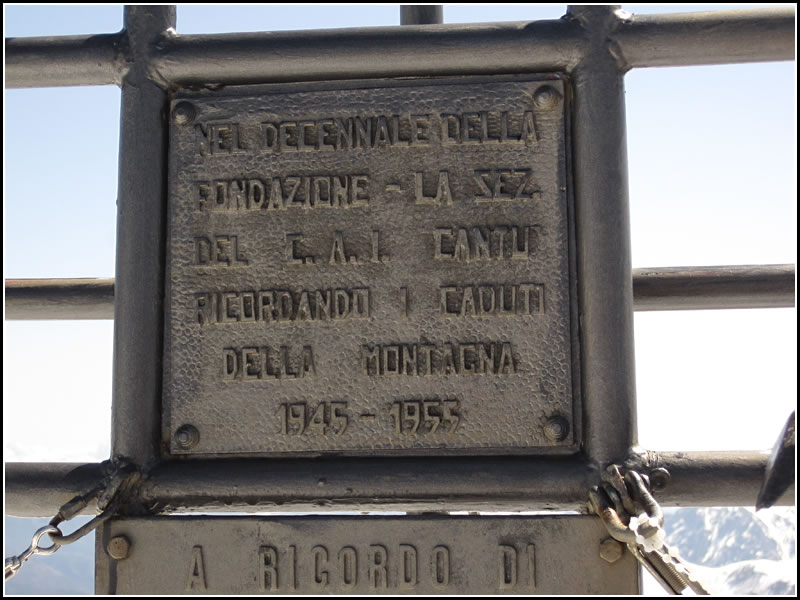 NEL DECENNALE DELLA
FONDAZIONE - LA SEZ.
DEL C.A.I. CANTU'
RICORDANDO I CADUTI
DELLA MONTAGNA
1945 - 1955
A RICORDO DI